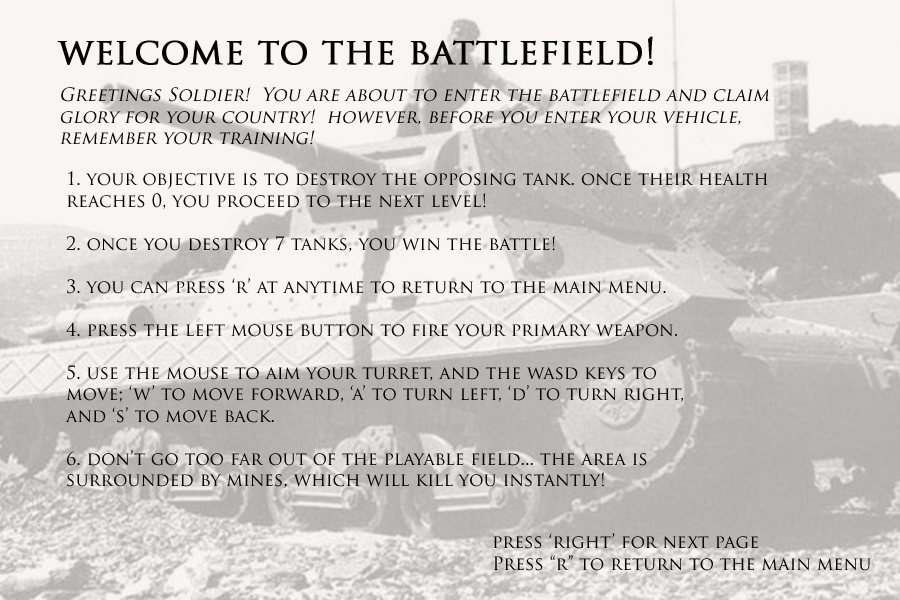 WELCOME TO THE BATTLEFIELD!
GREETINGS SOLDIER! YOU ARE ABOUT TO ENTER THE BATTLEFIELD AND CLAIM
GLORY FOR YOUR COUNTRY! HOWEVER, BEFORE YOU ENTER YOUR VEHICLE,
REMEMBER YOUR TRAINING!
1. YOUR OBJECTIVE IS TO DESTROY THE OPPOSING TANK. ONCE THEIR HEALTH
REACHES 0, YOU PROCEED TO THE NEXT LEVEL!
2. ONCE YOU DESTROY 7 TANKS, YOU WIN THE BATTLE!
3. YOU CAN PRESS ‘R’ AT ANYTIME TO RETURN TO THE MAIN MENU.
4. PRESS THE LEFT MOUSE BUTTON TO FIRE YOUR PRIMARY WEAPON.
5. USE THE MOUSE TO AIM YOUR TURRET, AND THE WASD KEYS TO
MOVE; ‘W’ TO MOVE FORWARD, ‘A’ TO TURN LEFT, ‘D’ TO TURN RIGHT,
AND ‘S’ TO MOVE BACK.
6. DON’T GO TOO FAR OUT OF THE PLAYABLE FIELD... THE AREA IS
SURROUNDED BY MINES, WHICH WILL KILL YOU INSTANTLY!
PRESS ‘RIGHT’ FOR NEXT PAGE
PRESS “R” TO RETURN TO THE MAIN MENU